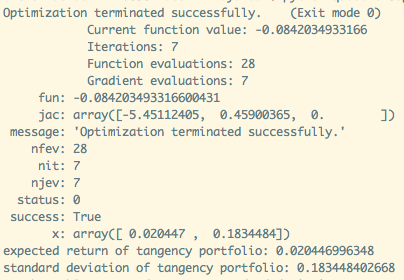 Optimization terminated successfully.    (Exit mode 0)
            Current function value: -0.0842034933166
            Iterations: 7
            Function evaluations: 28
            Gradient evaluations: 7
     fun: -0.084203493316600431
     jac: array([-5.45112405,  0.45900365,  0.        ])
 message: 'Optimization terminated successfully.'
    nfev: 28
     nit: 7
    njev: 7
  status: 0
 success: True
       x: array([ 0.020447 ,  0.1834484])
expected return of tangency portfolio: 0.020446996348
standard deviation of tangency portfolio: 0.183448402668